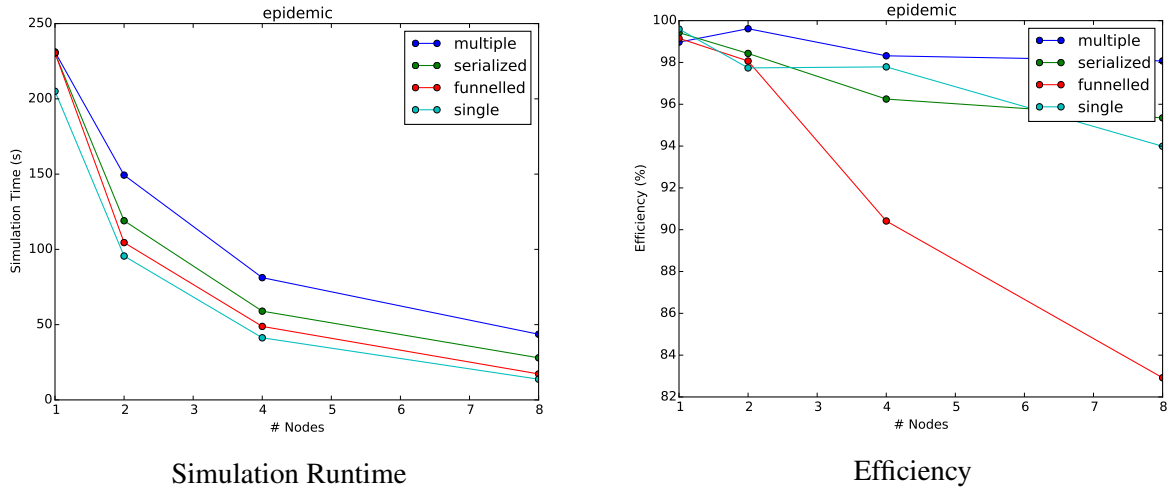 epidemic
250
200
150
100
50
0
Simulation Time (s)
1 2 3 4 5 6 7 8
# Nodes
multiple
serialized
funnelled
single
Simulation Runtime
epidemic
100
98
96
94
92
90
88
86
84
82
Efficiency (%)
1 2 3 4 5 6 7 8
# Nodes
multiple
serialized
funnelled
single
Efficiency